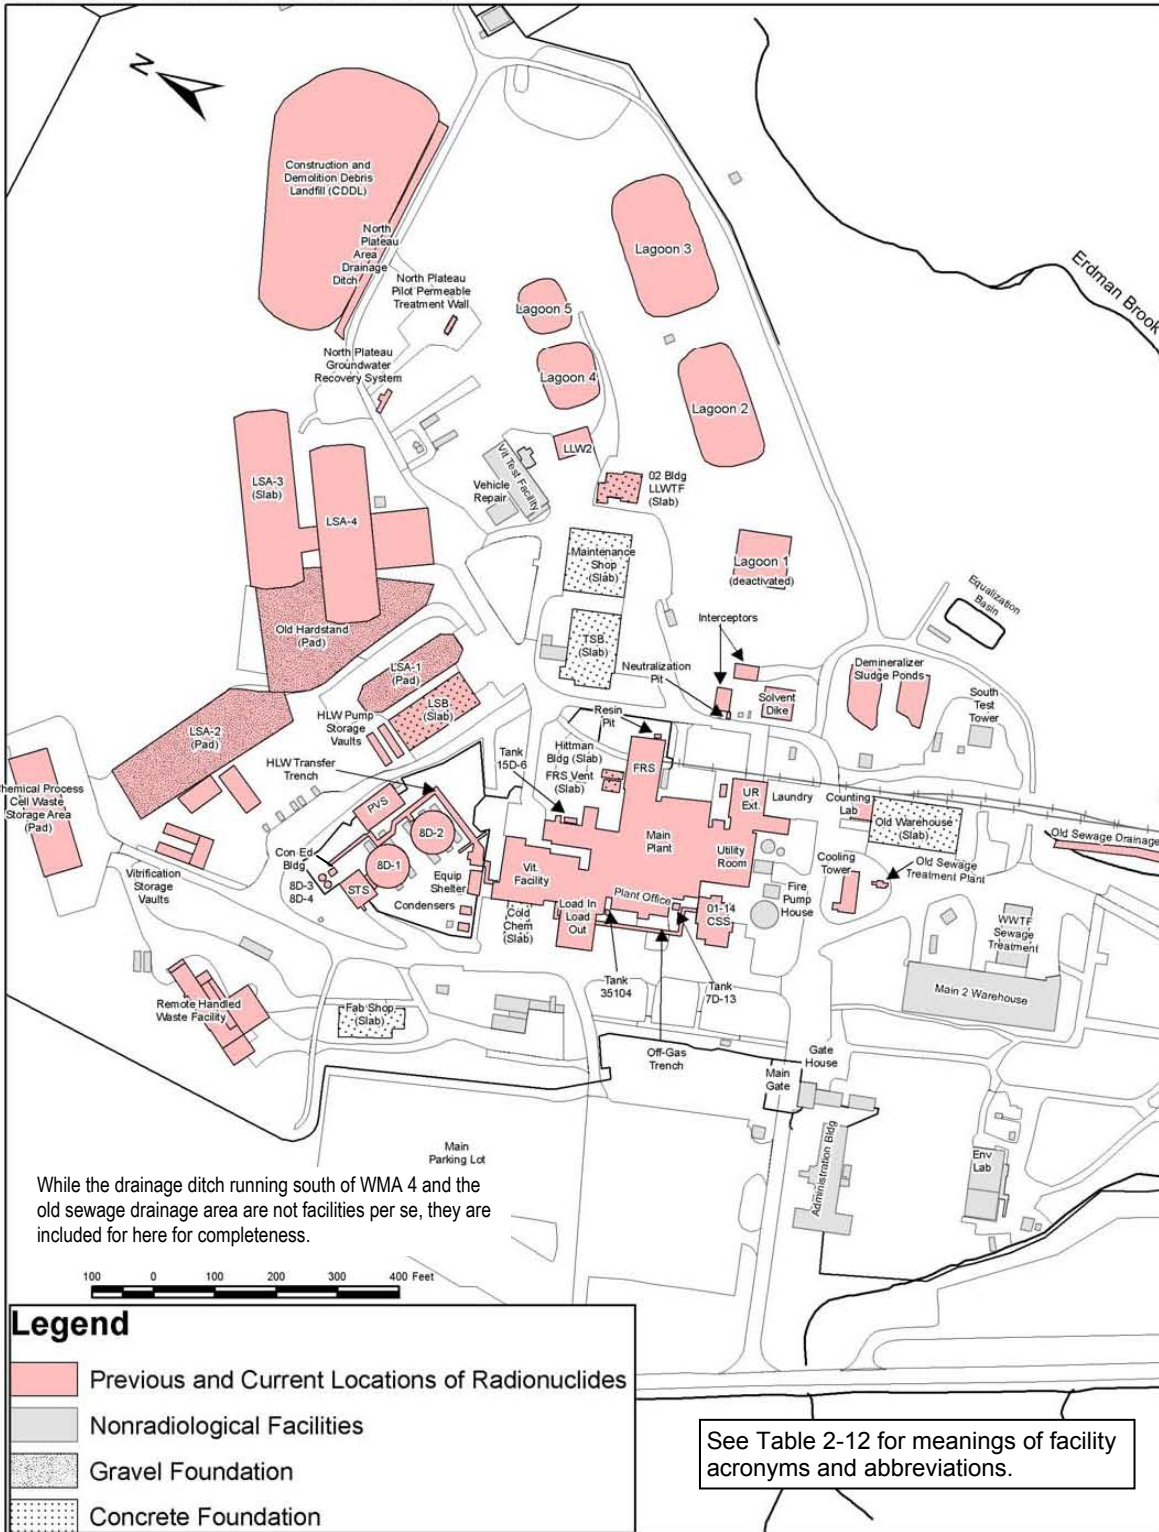 N
Construction and
Demolition Debris
Landfill (CDDL)
North
Plateau
Area
Drainage
Ditch
North Plateau
Pilot Permeable
Treatment Wall
North Plateau
Groundwater
Recovery System
Lagoon 3
Lagoon 5
Lagoon 4
Lagoon 2
Erdman Brook
LLW2
Vit Test Facility
Vehicle
Repair
02 Bldg
LLWTF
(Slab)
LSA-3
(Slab)
LSA-4
Maintenance
Shop
(Slab)
Lagoon 1
(deactivated)
Equalization
Basin
Old Hardstand
(Pad)
TSB
(Slab)
Interceptors
Neutralization
Pit
Solvent
Dike
Demineralizer
Sludge Ponds
South
Test
Tower
LSA-1
(Pad)
LSB
(Slab)
HLW Pump
Storage
Vaults
LSA-2
(Pad)
Resin
Pit
Hittman
Bldg (Slab)
FRS Vent
(Slab)
FRS
Tank
15D-6
HLW Transfer
Trench
Chemical Process
Cell Waste
Storage Area
(Pad)
PVS
8D-2
8D-1
Con Ed
Bldg
8D-3
8D-4
STS
Equip
Shelter
Condensers
Vitrification
Storage
Vaults
Vit.
Facility
Main
Plant
UR
Ext.
Laundry
Utility
Room
Counting
Lab
Old Warehouse
(Slab)
Old Sewage Drainage
Cooling
Tower
Old Sewage
Treatment Plant
Fire
Pump
House
Plant Office
01-14
CSS
Load In
Load
Out
Cold
Chem
(Slab)
WWTF
Sewage
Treatment
Main 2 Warehouse
Tank
35104
Tank
7D-13
Off-Gas
Trench
Remote Handled
Waste Facility
Fab Shop
(Slab)
Gate
House
Main
Gate
Administration Bldg
Env
Lab
Main
Parking Lot
While the drainage ditch running south of WMA 4 and the
old sewage drainage area are not facilities per se, they are
included for here for completeness.
100 0 100 200 300 400 Feet
Legend
Previous and Current Locations of Radionuclides
Nonradiological Facilities
Gravel Foundation
Concrete Foundation
See Table 2-12 for meanings of facility
acronyms and abbreviations.